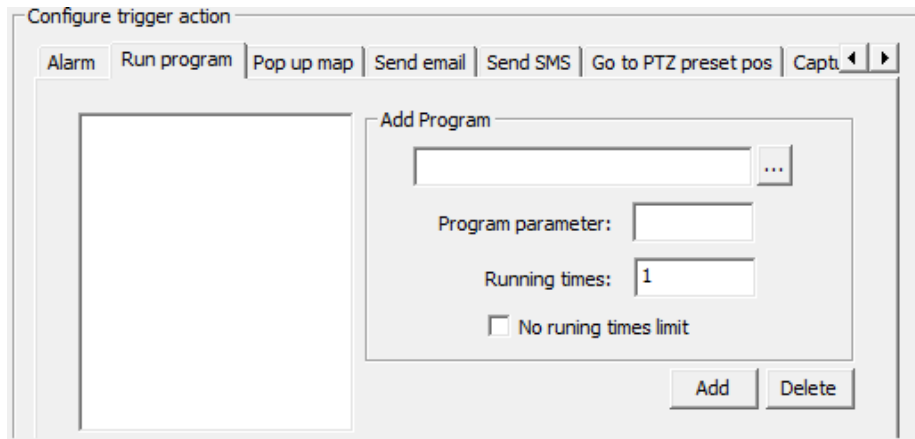 Configure trigger action
Alarm Run program Pop up map Send email Send SMS Go to PTZ preset pos Captu
Add Program
...
Program parameter:
Running times: 1
No runing times limit
Add Delete